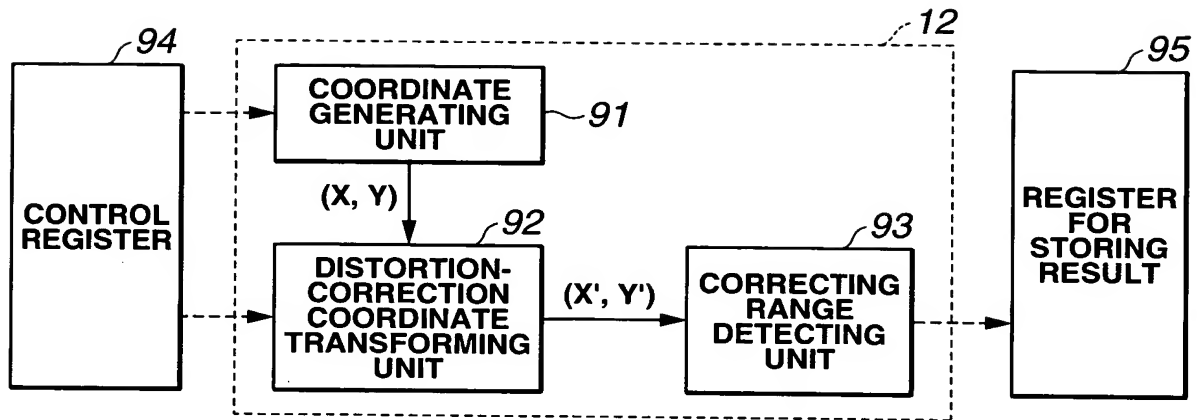 94
12
95
COORDINATE
GENERATING
UNIT
91
(X, Y)
CONTROL
REGISTER
92
DISTORTION-
CORRECTION
COORDINATE
TRANSFORMING
UNIT
(X', Y')
93
CORRECTING
RANGE
DETECTING
UNIT
REGISTER
FOR
STORING
RESULT